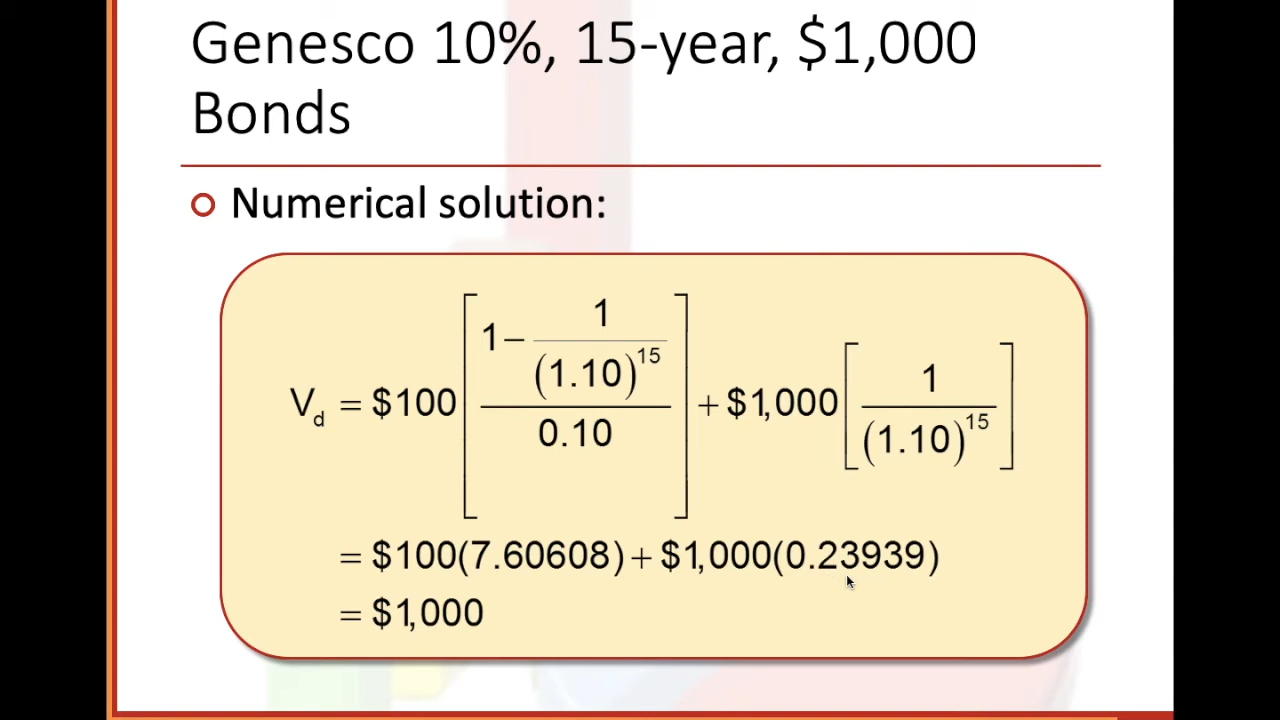 Genesco 10%, 15-year, $1,000
Bonds
Numerical solution:
V_d = $100[(1 - 1/(1.10)^15)/0.10] + $1,000[1/(1.10)^15]
= $100(7.60608) + $1,000(0.23939)
= $1,000